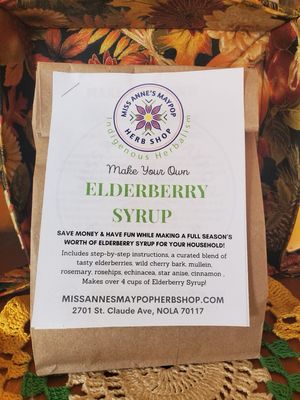 MISS ANNE'S MAYPOP
HERB SHOP
Indigenous Herbalism
Make Your Own
ELDERBERRY
SYRUP
SAVE MONEY & HAVE FUN WHILE MAKING A FULL SEASON'S
WORTH OF ELDERBERRY SYRUP FOR YOUR HOUSEHOLD!
Includes step-by-step instructions, a curated blend of
tasty elderberries, wild cherry bark, mullein,
rosemary, rosehips, echinacea, star anise, cinnamon .
Makes over 4 cups of Elderberry Syrup!
MISSANNESMAYPOPHERBSHOP.COM
2701 St. Claude Ave, NOLA 70117